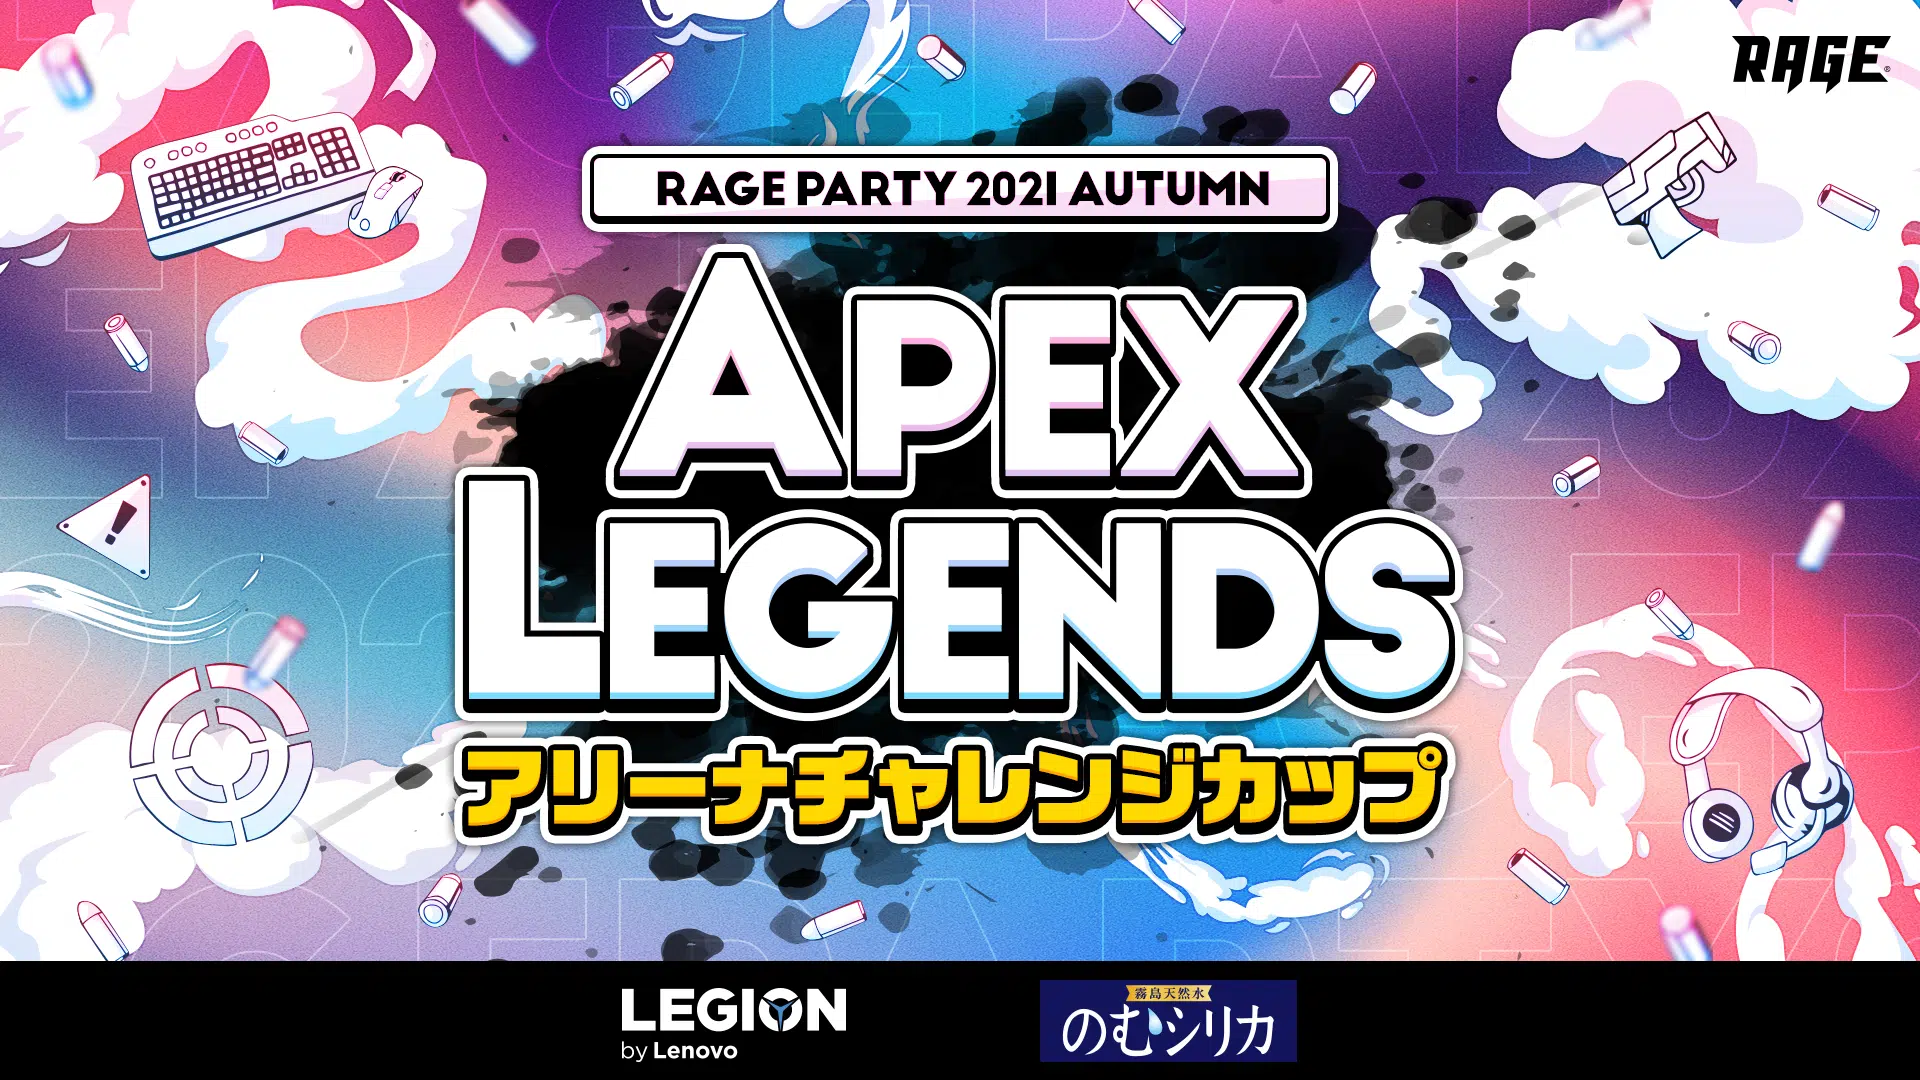 RAGE
RAGE PARTY 2021 AUTUMN
APEX
LEGENDS
アリーナチャレンジカップ
LEGION
by Lenovo
霧島天然水
のむシリカ